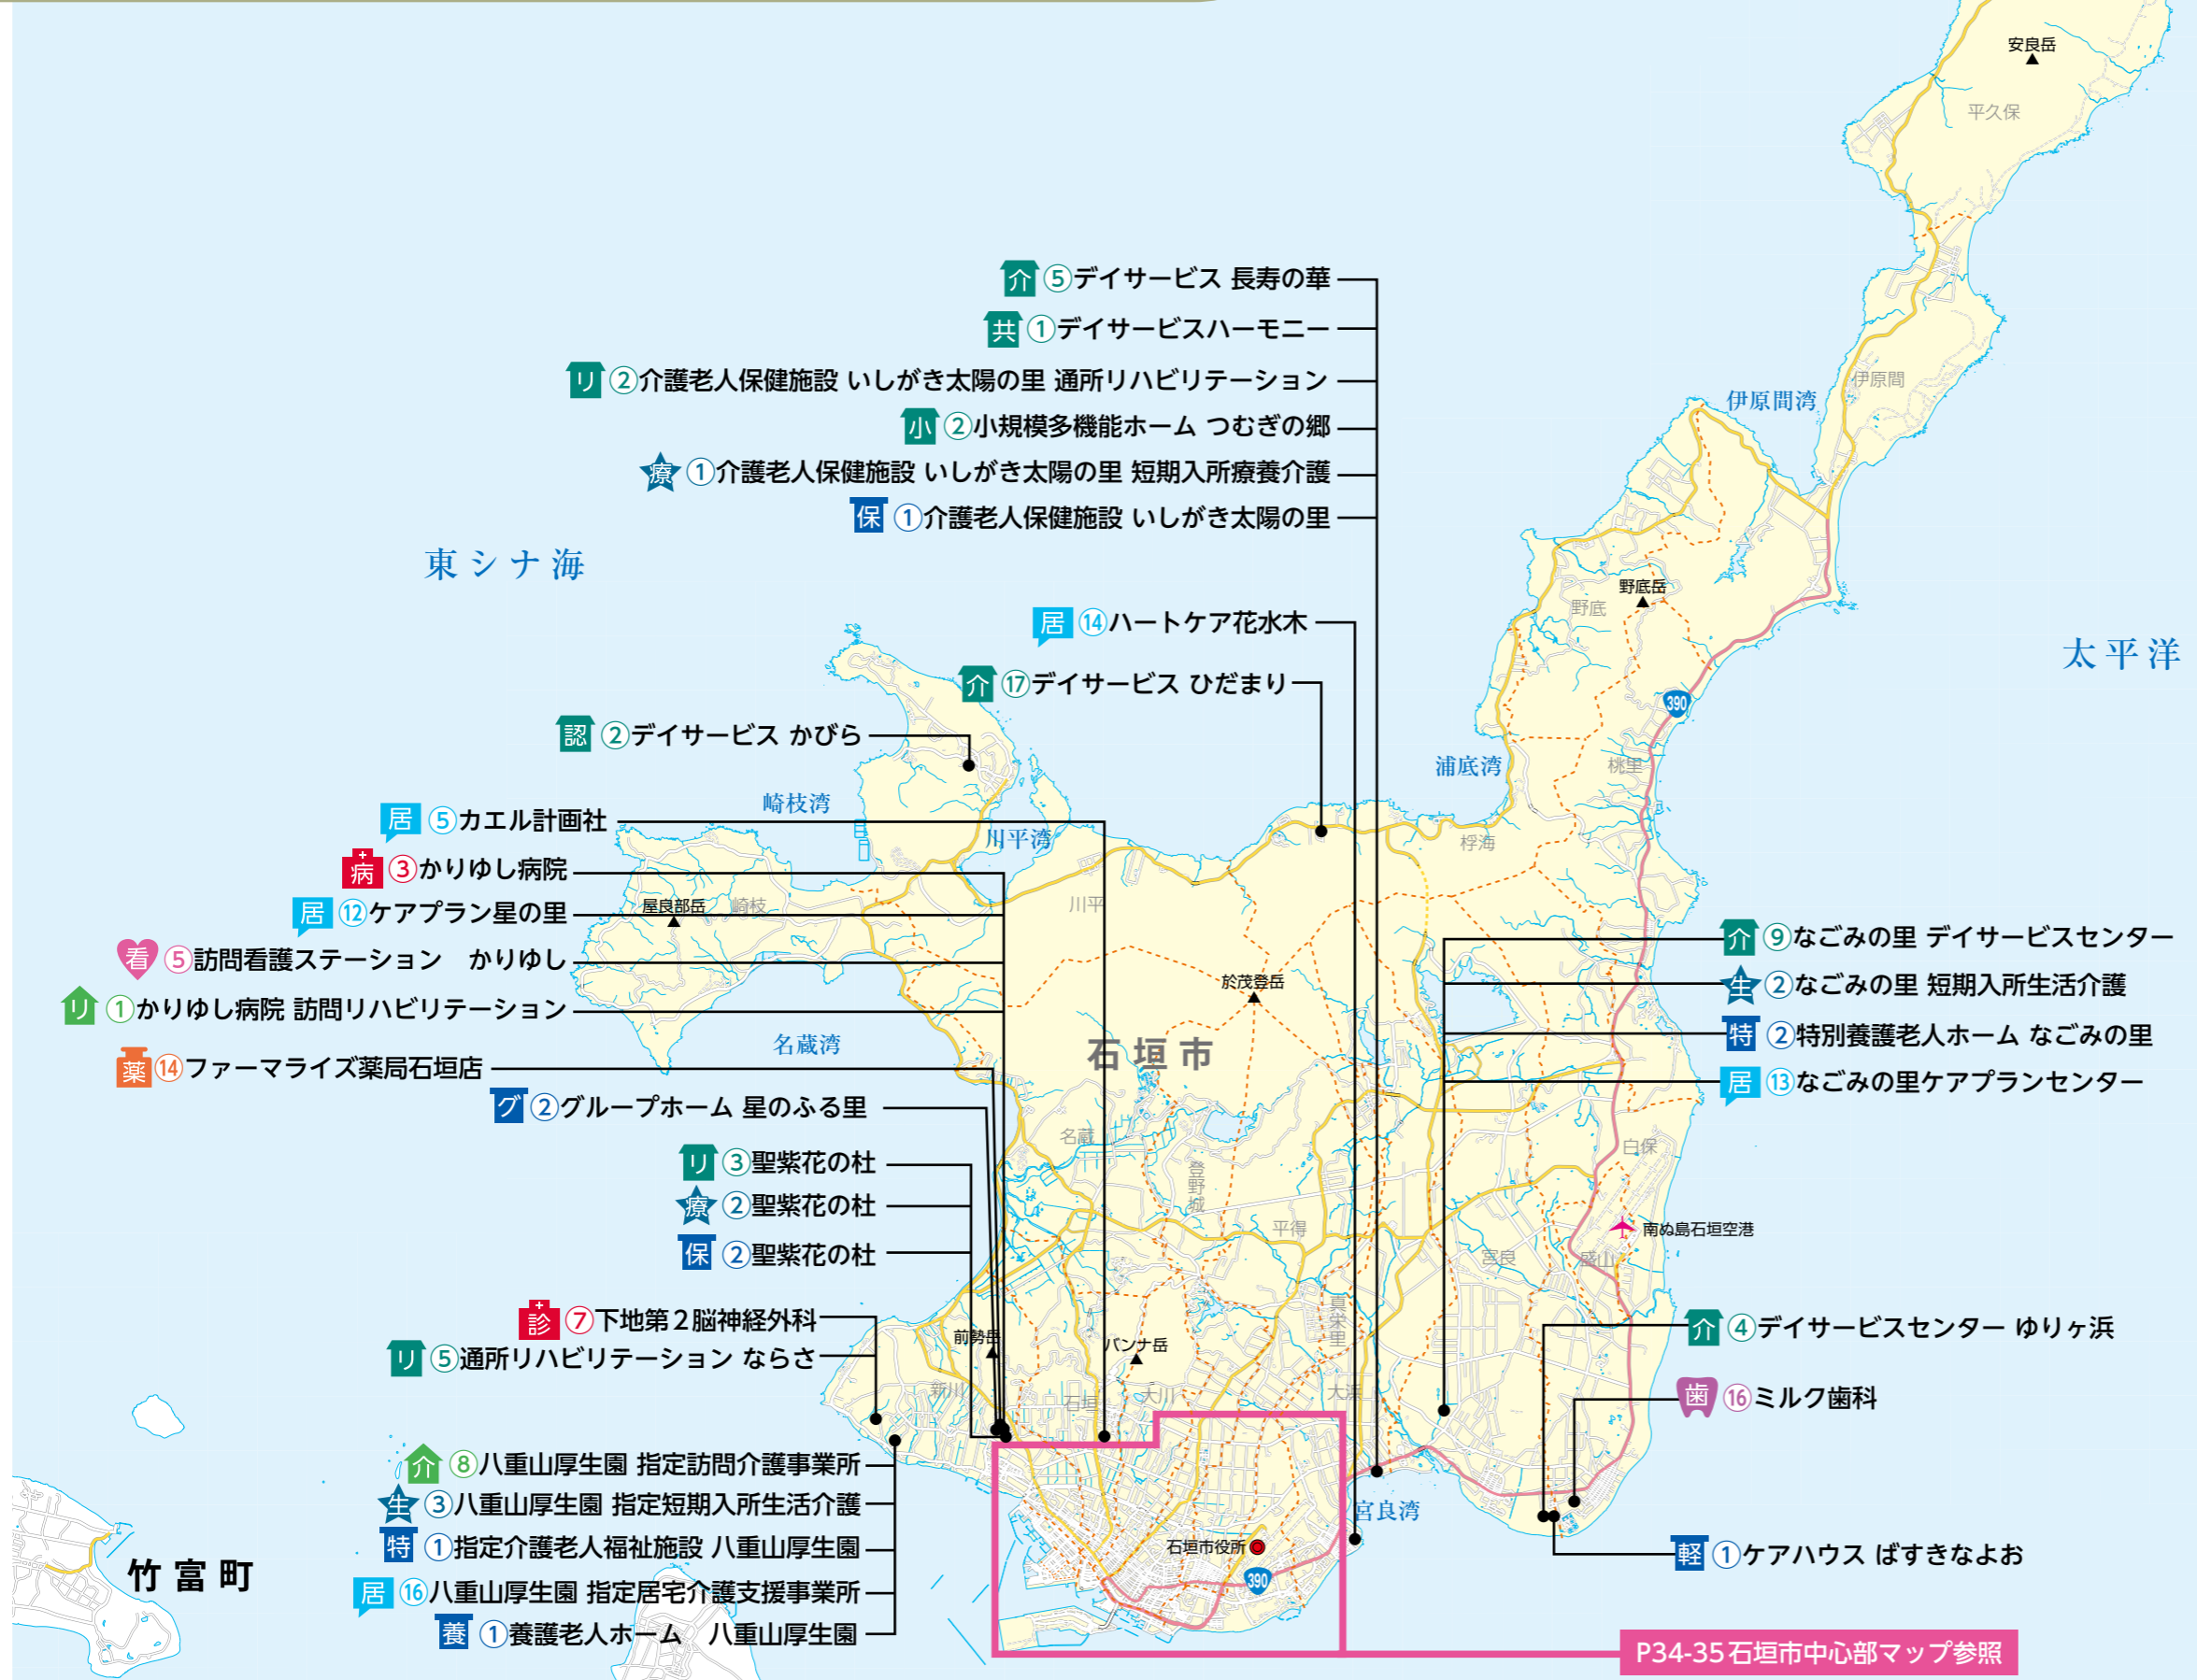 安良岳
平久保
介 ⑤デイサービス 長寿の華
共 ①デイサービスハーモニー
リ ②介護老人保健施設 いしがき太陽の里 通所リハビリテーション
伊原間
伊原間湾
小 ②小規模多機能ホーム つむぎの郷
療 ①介護老人保健施設 いしがき太陽の里 短期入所療養介護
保 ①介護老人保健施設 いしがき太陽の里
東シナ海
野底岳
野底
居 ⑭ハートケア花水木
太平洋
介 ⑰デイサービス ひだまり
390
認 ②デイサービス かびら
浦底湾
桃里
崎枝湾
居 ⑤カエル計画社
川平湾
桴海
病 ③かりゆし病院
居 ⑫ケアプラン星の里
屋良部岳
崎枝
川平
介 ⑨なごみの里 デイサービスセンター
看 ⑤訪問看護ステーション　かりゆし
於茂登岳
生 ②なごみの里 短期入所生活介護
リ ①かりゆし病院 訪問リハビリテーション
特 ②特別養護老人ホーム なごみの里
名蔵湾
石垣市
薬 ⑭ファーマライズ薬局石垣店
居 ⑬なごみの里ケアプランセンター
グ ②グループホーム 星のふる里
名蔵
白保
リ ③聖紫花の杜
登野城
療 ②聖紫花の杜
平得
南ぬ島石垣空港
保 ②聖紫花の杜
宮良
盛山
診 ⑦下地第2脳神経外科
真栄里
介 ④デイサービスセンター ゆりヶ浜
前勢岳
バンナ岳
リ ⑤通所リハビリテーション ならさ
新川
石垣
大川
大浜
歯 ⑯ミルク歯科
介 ⑧八重山厚生園 指定訪問介護事業所
生 ③八重山厚生園 指定短期入所生活介護
宮良湾
特 ①指定介護老人福祉施設 八重山厚生園
石垣市役所
軽 ①ケアハウス ばすきなよお
竹富町
390
居 ⑯八重山厚生園 指定居宅介護支援事業所
養 ①養護老人ホーム　八重山厚生園
P34-35石垣市中心部マップ参照